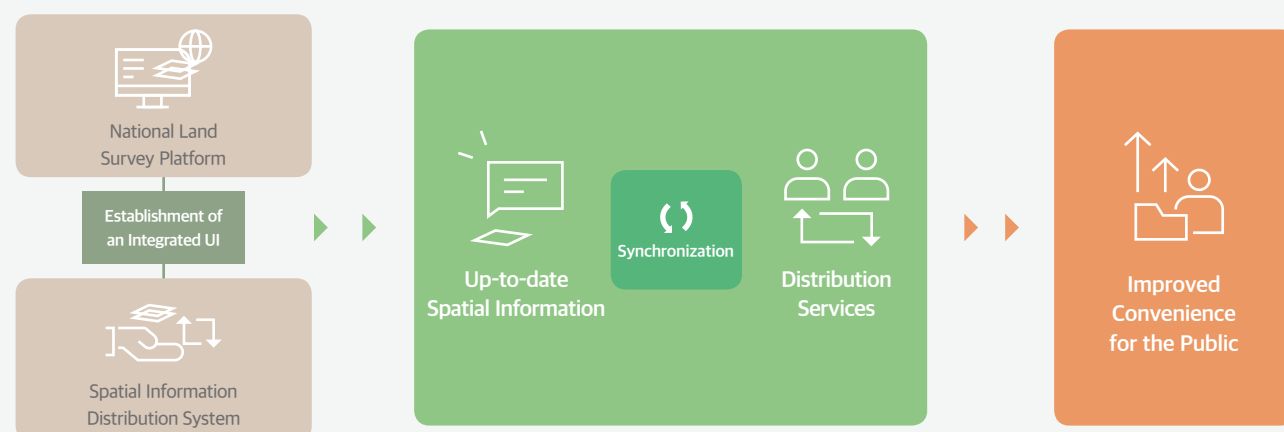 National Land
Survey Platform
Establishment of
an Integrated UI
Spatial Information
Distribution System
Up-to-date
Spatial Information
Synchronization
Distribution
Services
Improved
Convenience
for the Public